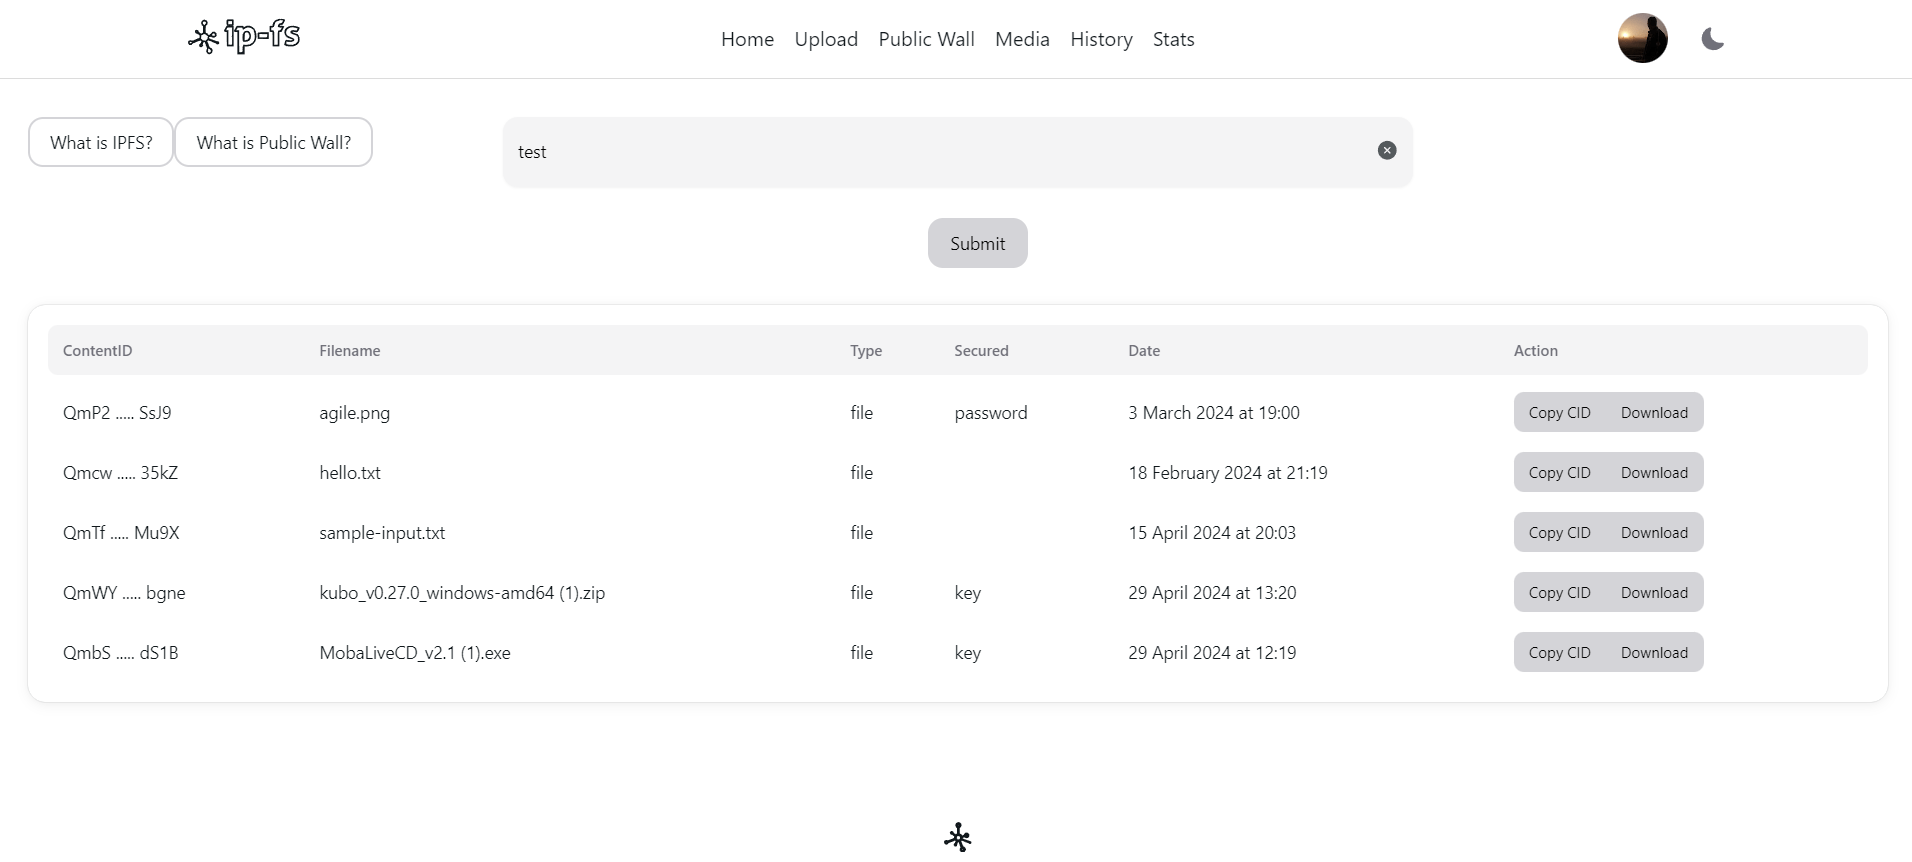 ip-fs
Home Upload Public Wall Media History Stats
What is IPFS? What is Public Wall?
test
Submit
ContentID Filename Type Secured Date Action
QmP2 ..... SsJ9 agile.png file password 3 March 2024 at 19:00 Copy CID Download
Qmcw ..... 35kZ hello.txt file 18 February 2024 at 21:19 Copy CID Download
QmTf ..... Mu9X sample-input.txt file 15 April 2024 at 20:03 Copy CID Download
QmWY ..... bgne kubo_v0.27.0_windows-amd64 (1).zip file key 29 April 2024 at 13:20 Copy CID Download
QmbS ..... dS1B MobaLiveCD_v2.1 (1).exe file key 29 April 2024 at 12:19 Copy CID Download